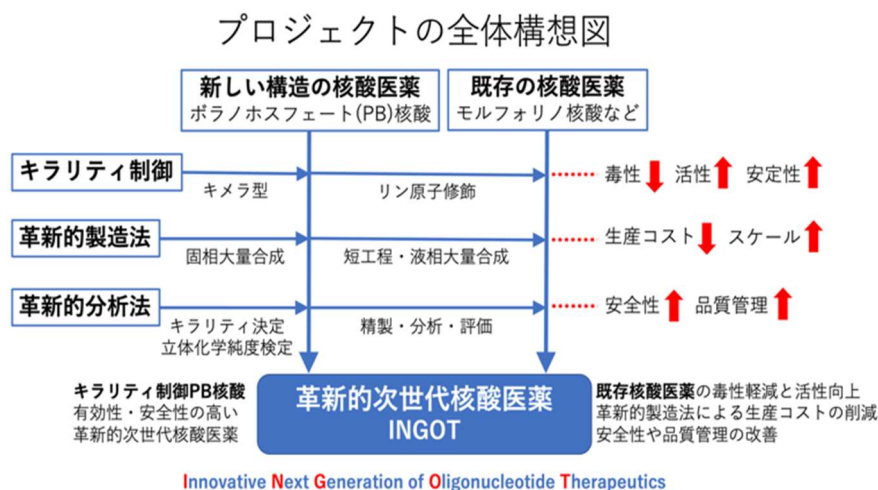 プロジェクトの全体構想図
新しい構造の核酸医薬
ボラノホスフェート(PB)核酸
既存の核酸医薬
モルフォリノ核酸など
キラリティ制御
キメラ型
リン原子修飾
毒性 活性 安定性
革新的製造法
固相大量合成
短工程・液相大量合成
生産コスト スケール
革新的分析法
キラリティ決定
立体化学純度検定
精製・分析・評価
安全性 品質管理
キラリティ制御PB核酸
有効性・安全性の高い
革新的次世代核酸医薬
革新的次世代核酸医薬
INGOT
既存核酸医薬の毒性軽減と活性向上
革新的製造法による生産コストの削減
安全性や品質管理の改善
Innovative Next Generation of Oligonucleotide Therapeutics